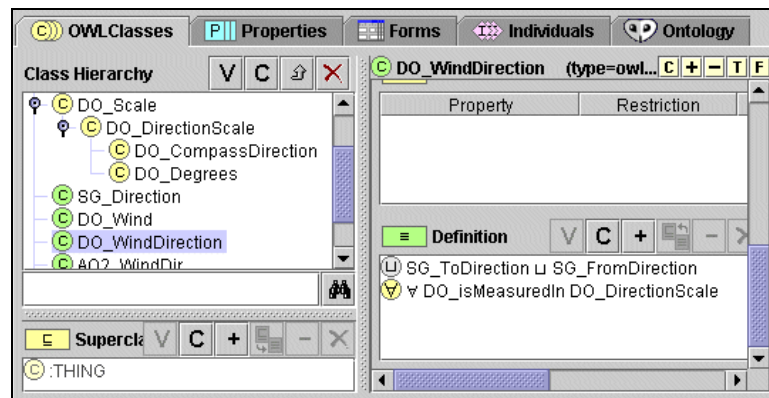 C OWLClasses P Properties Forms I Individuals Ontology
Class Hierarchy V C
C DO_Scale
C DO_DirectionScale
C DO_CompassDirection
C DO_Degrees
C SG_Direction
C DO_Wind
C DO_WindDirection
C AO2_WindDir
⊑ Supercla V C + −
C :THING
C DO_WindDirection (type=owl... C + − T F
Property Restriction
≡ Definition V C + −
⊔ SG_ToDirection ⊔ SG_FromDirection
∀ ∀ DO_isMeasuredIn DO_DirectionScale